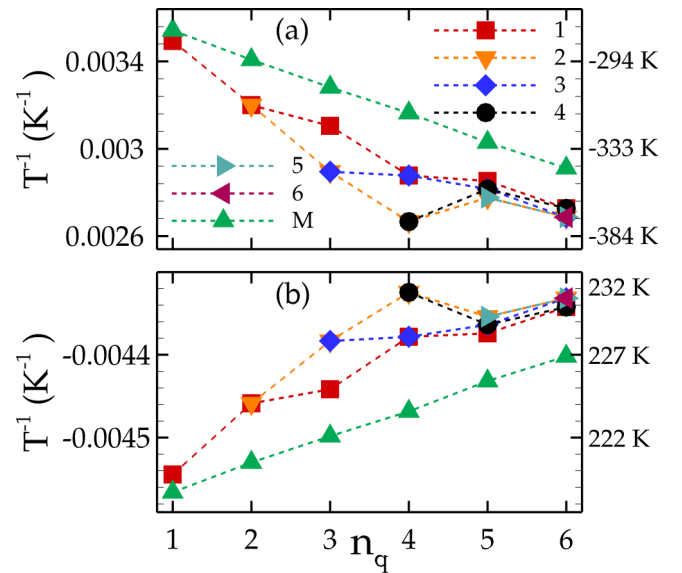 (a)
T⁻¹ (K⁻¹)
0.0034
0.003
0.0026
1
2
3
4
5
6
M
-294 K
-333 K
-384 K
(b)
T⁻¹ (K⁻¹)
-0.0044
-0.0045
232 K
227 K
222 K
1 2 3 4 5 6
n_q